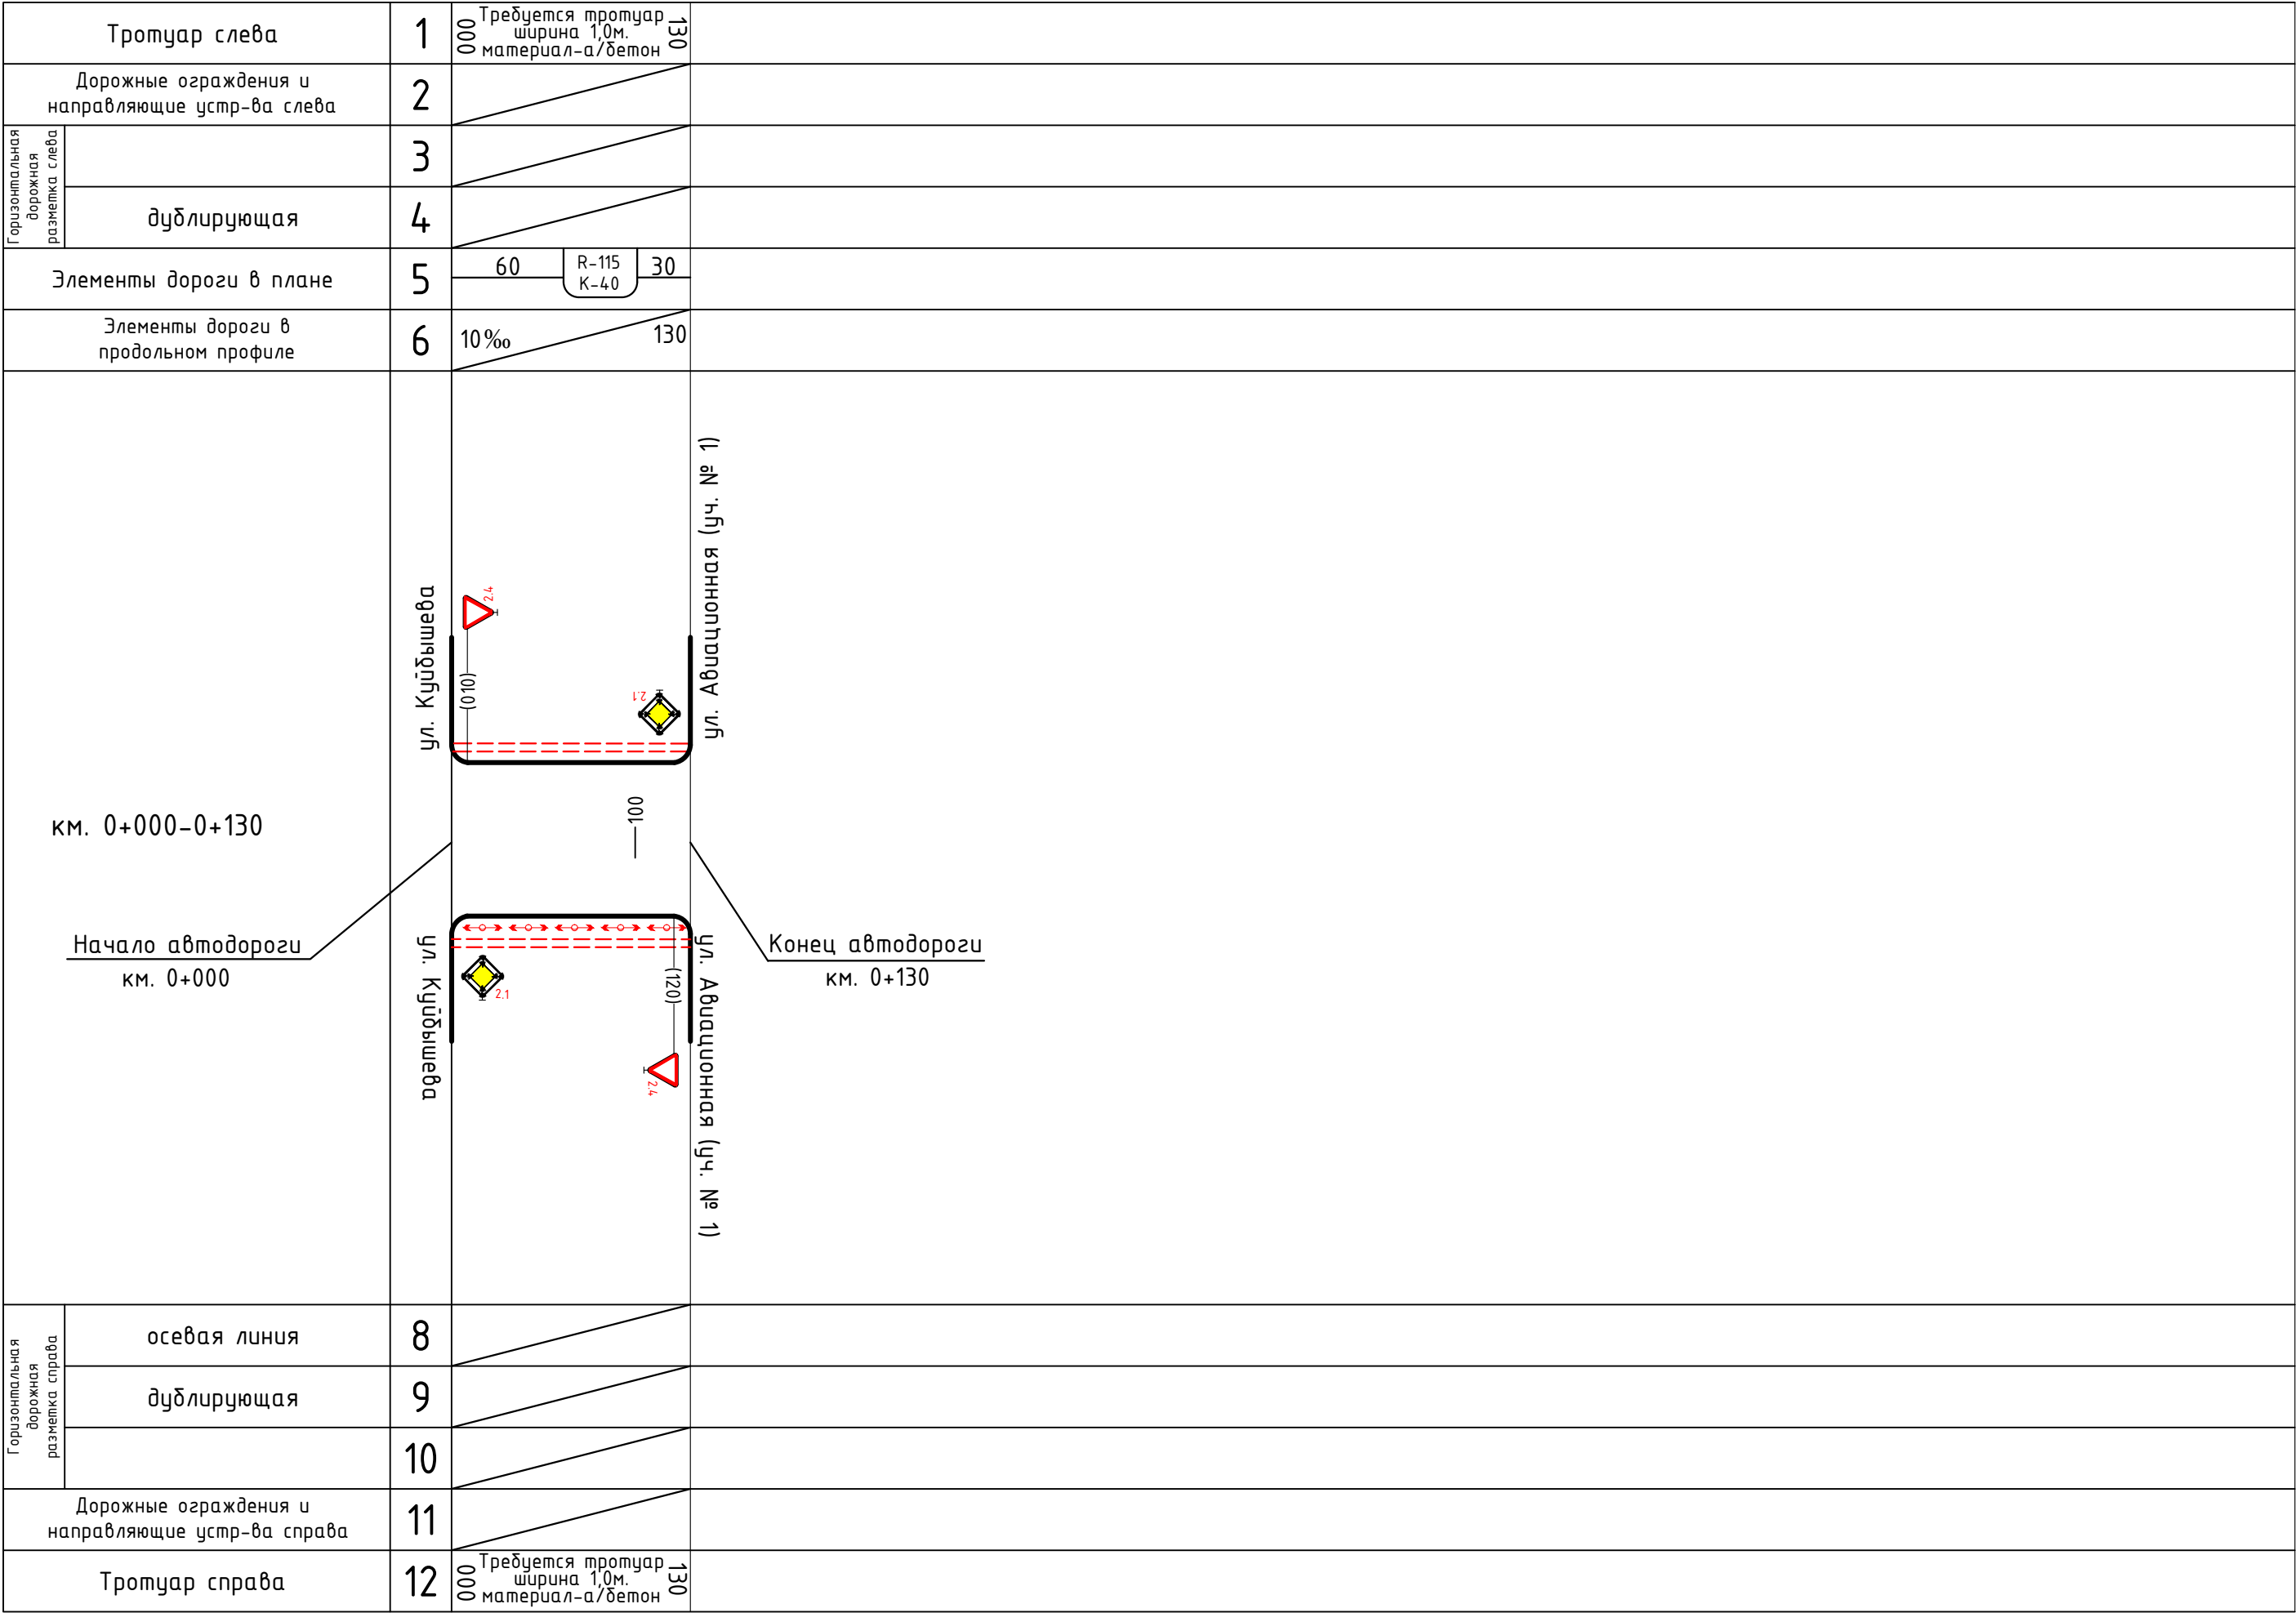 Тротуар слева
1
000
Требуется тротуар
ширина 1,0м.
материал-а/бетон
130
Дорожные ограждения и
направляющие устр-ва слева
2
Горизонтальная
дорожная
разметка слева
3
дублирующая
4
Элементы дороги в плане
5
60
R-115
К-40
30
Элементы дороги в
продольном профиле
6
10‰
130
ул. Куйбышева
ул. Авиационная (уч. № 1)
2.4
(010)
2.1
км. 0+000-0+130
100
Начало автодороги
км. 0+000
Конец автодороги
км. 0+130
ул. Куйбышева
2.1
(120)
2.4
ул. Авиационная (уч. № 1)
Горизонтальная
дорожная
разметка справа
осевая линия
8
дублирующая
9
10
Дорожные ограждения и
направляющие устр-ва справа
11
Тротуар справа
12
000
Требуется тротуар
ширина 1,0м.
материал-а/бетон
130